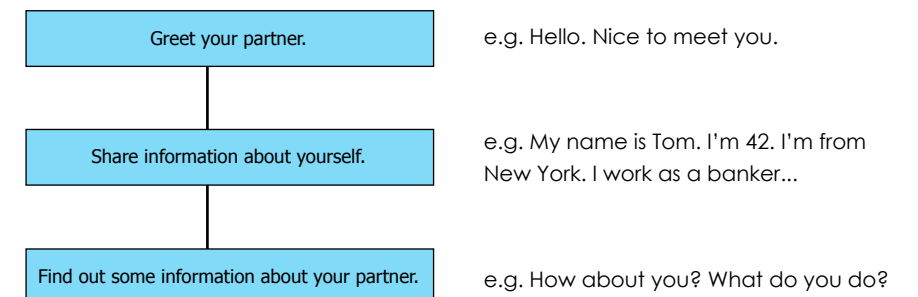 Greet your partner.
e.g. Hello. Nice to meet you.
Share information about yourself.
e.g. My name is Tom. I’m 42. I’m from
New York. I work as a banker...
Find out some information about your partner.
e.g. How about you? What do you do?